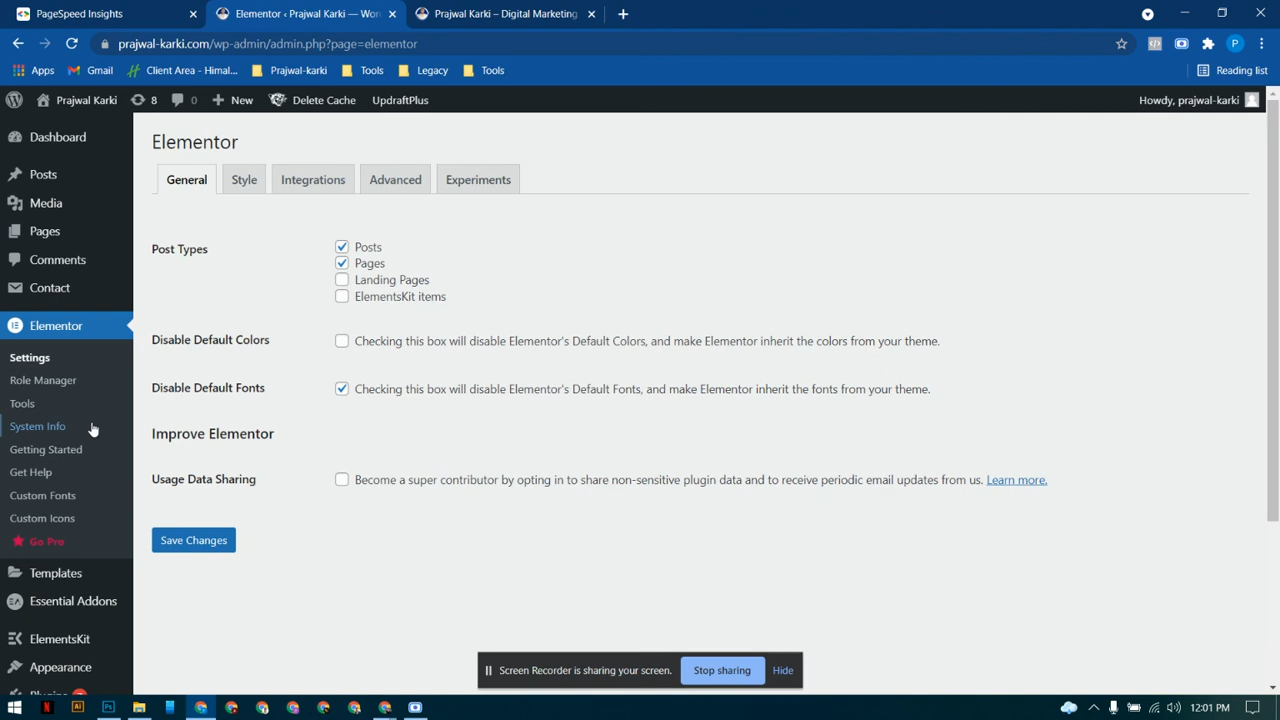 PageSpeed Insights
Elementor ‹ Prajwal Karki — Wor
Prajwal Karki – Digital Marketing
prajwal-karki.com/wp-admin/admin.php?page=elementor
P
Apps
Gmail
Client Area - Himal...
Prajwal-karki
Tools
Legacy
Tools
Reading list
Prajwal Karki
8
0
New
Delete Cache
UpdraftPlus
Howdy, prajwal-karki
Dashboard
Posts
Media
Pages
Comments
Contact
Elementor
Settings
Role Manager
Tools
System Info
Getting Started
Get Help
Custom Fonts
Custom Icons
Go Pro
Templates
Essential Addons
ElementsKit
Appearance
Elementor
General
Style
Integrations
Advanced
Experiments
Post Types
Posts
Pages
Landing Pages
ElementsKit items
Disable Default Colors
Checking this box will disable Elementor's Default Colors, and make Elementor inherit the colors from your theme.
Disable Default Fonts
Checking this box will disable Elementor's Default Fonts, and make Elementor inherit the fonts from your theme.
Improve Elementor
Usage Data Sharing
Become a super contributor by opting in to share non-sensitive plugin data and to receive periodic email updates from us. Learn more.
Save Changes
Screen Recorder is sharing your screen.
Stop sharing
Hide
N
Ai
Ps
12:01 PM